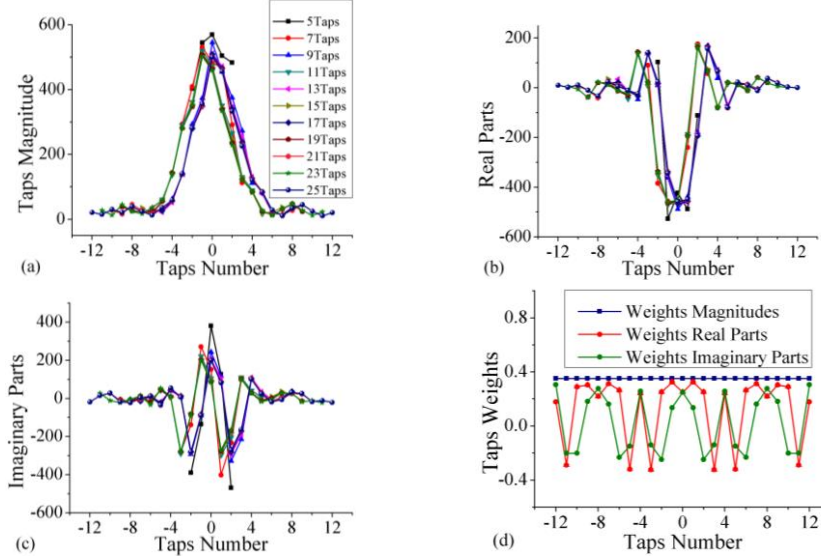 600
400
200
0
Taps Magnitude
5Taps
7Taps
9Taps
11Taps
13Taps
15Taps
17Taps
19Taps
21Taps
23Taps
25Taps
-12 -8 -4 0 4 8 12
(a) Taps Number
200
0
-200
-400
-600
Real Parts
-12 -8 -4 0 4 8 12
(b) Taps Number
400
200
0
-200
-400
-600
Imaginary Parts
-12 -8 -4 0 4 8 12
(c) Taps Number
0.8
0.4
0.0
-0.4
Taps Weights
Weights Magnitudes
Weights Real Parts
Weights Imaginary Parts
-12 -8 -4 0 4 8 12
Taps Number (d)